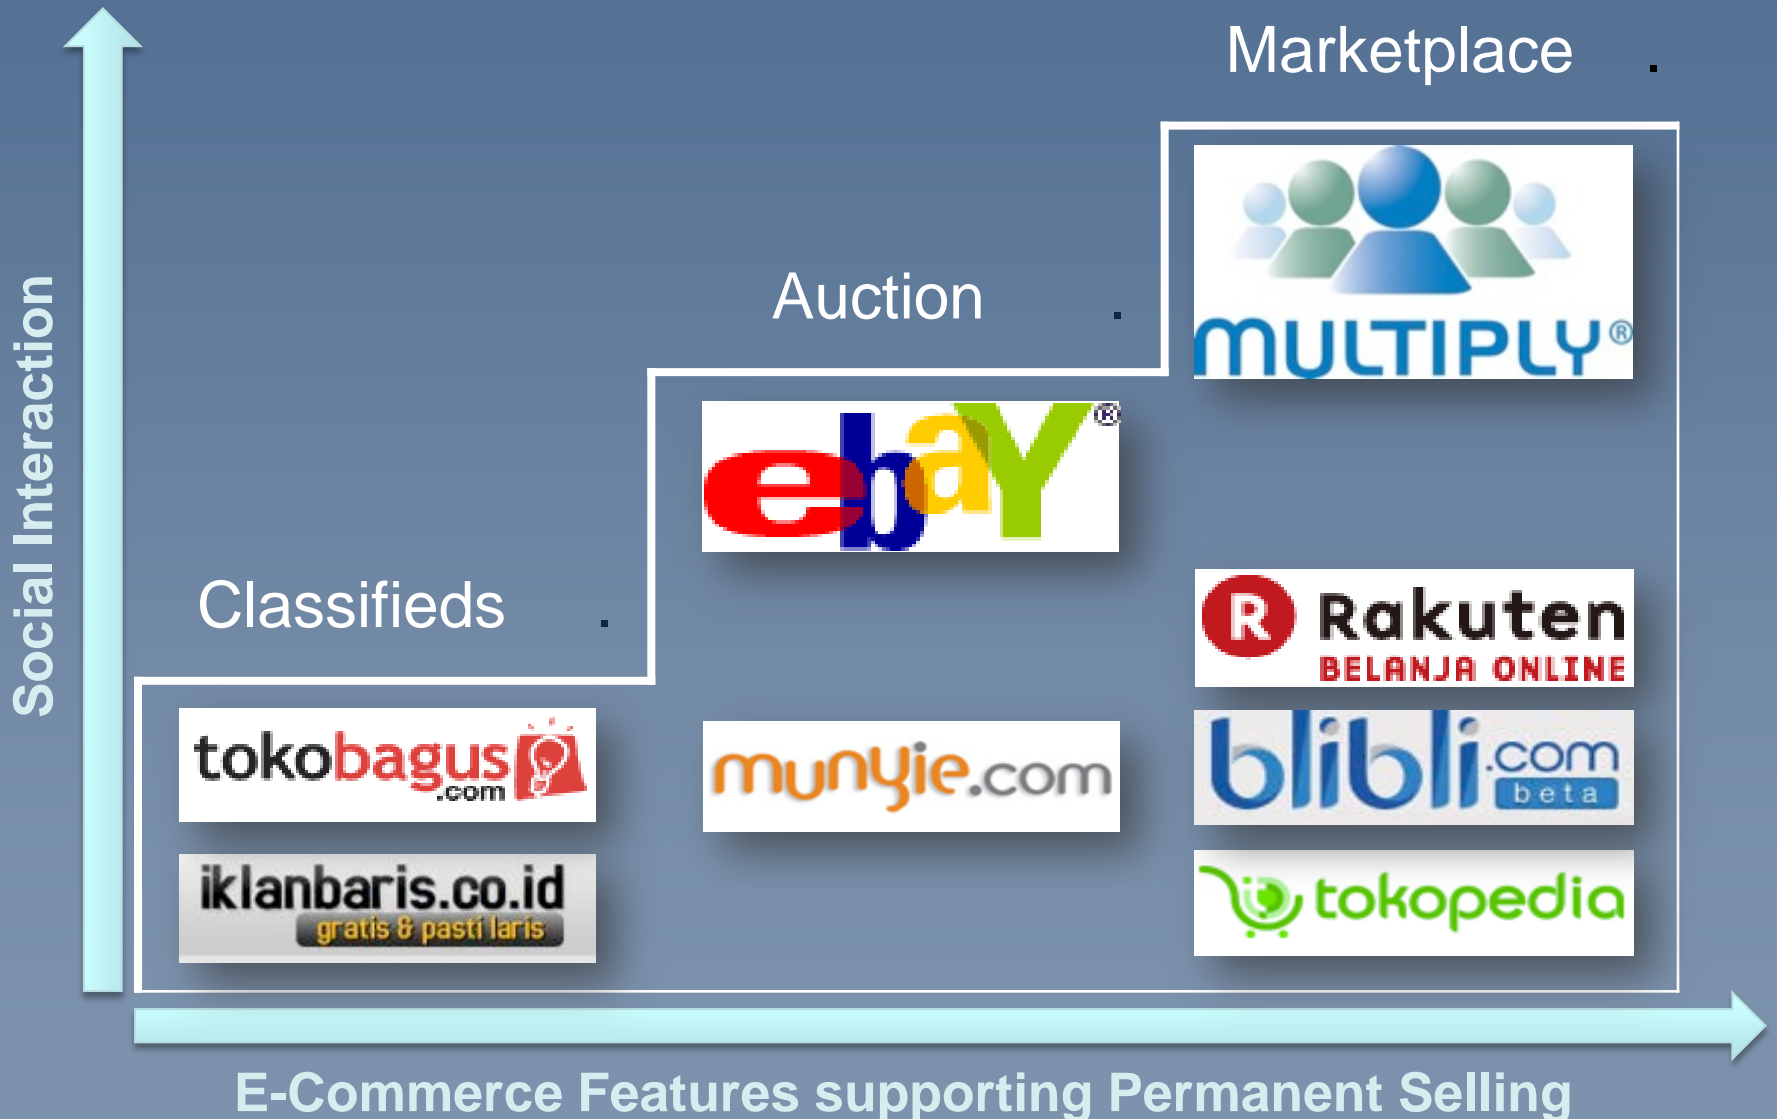 Marketplace .
MULTIPLY®
Auction .
ebaY®
Classifieds .
Rakuten
BELANJA ONLINE
tokobagus
.com
munyie.com
blibli.com
beta
iklanbaris.co.id
gratis & pasti laris
tokopedia
Social Interaction
E-Commerce Features supporting Permanent Selling